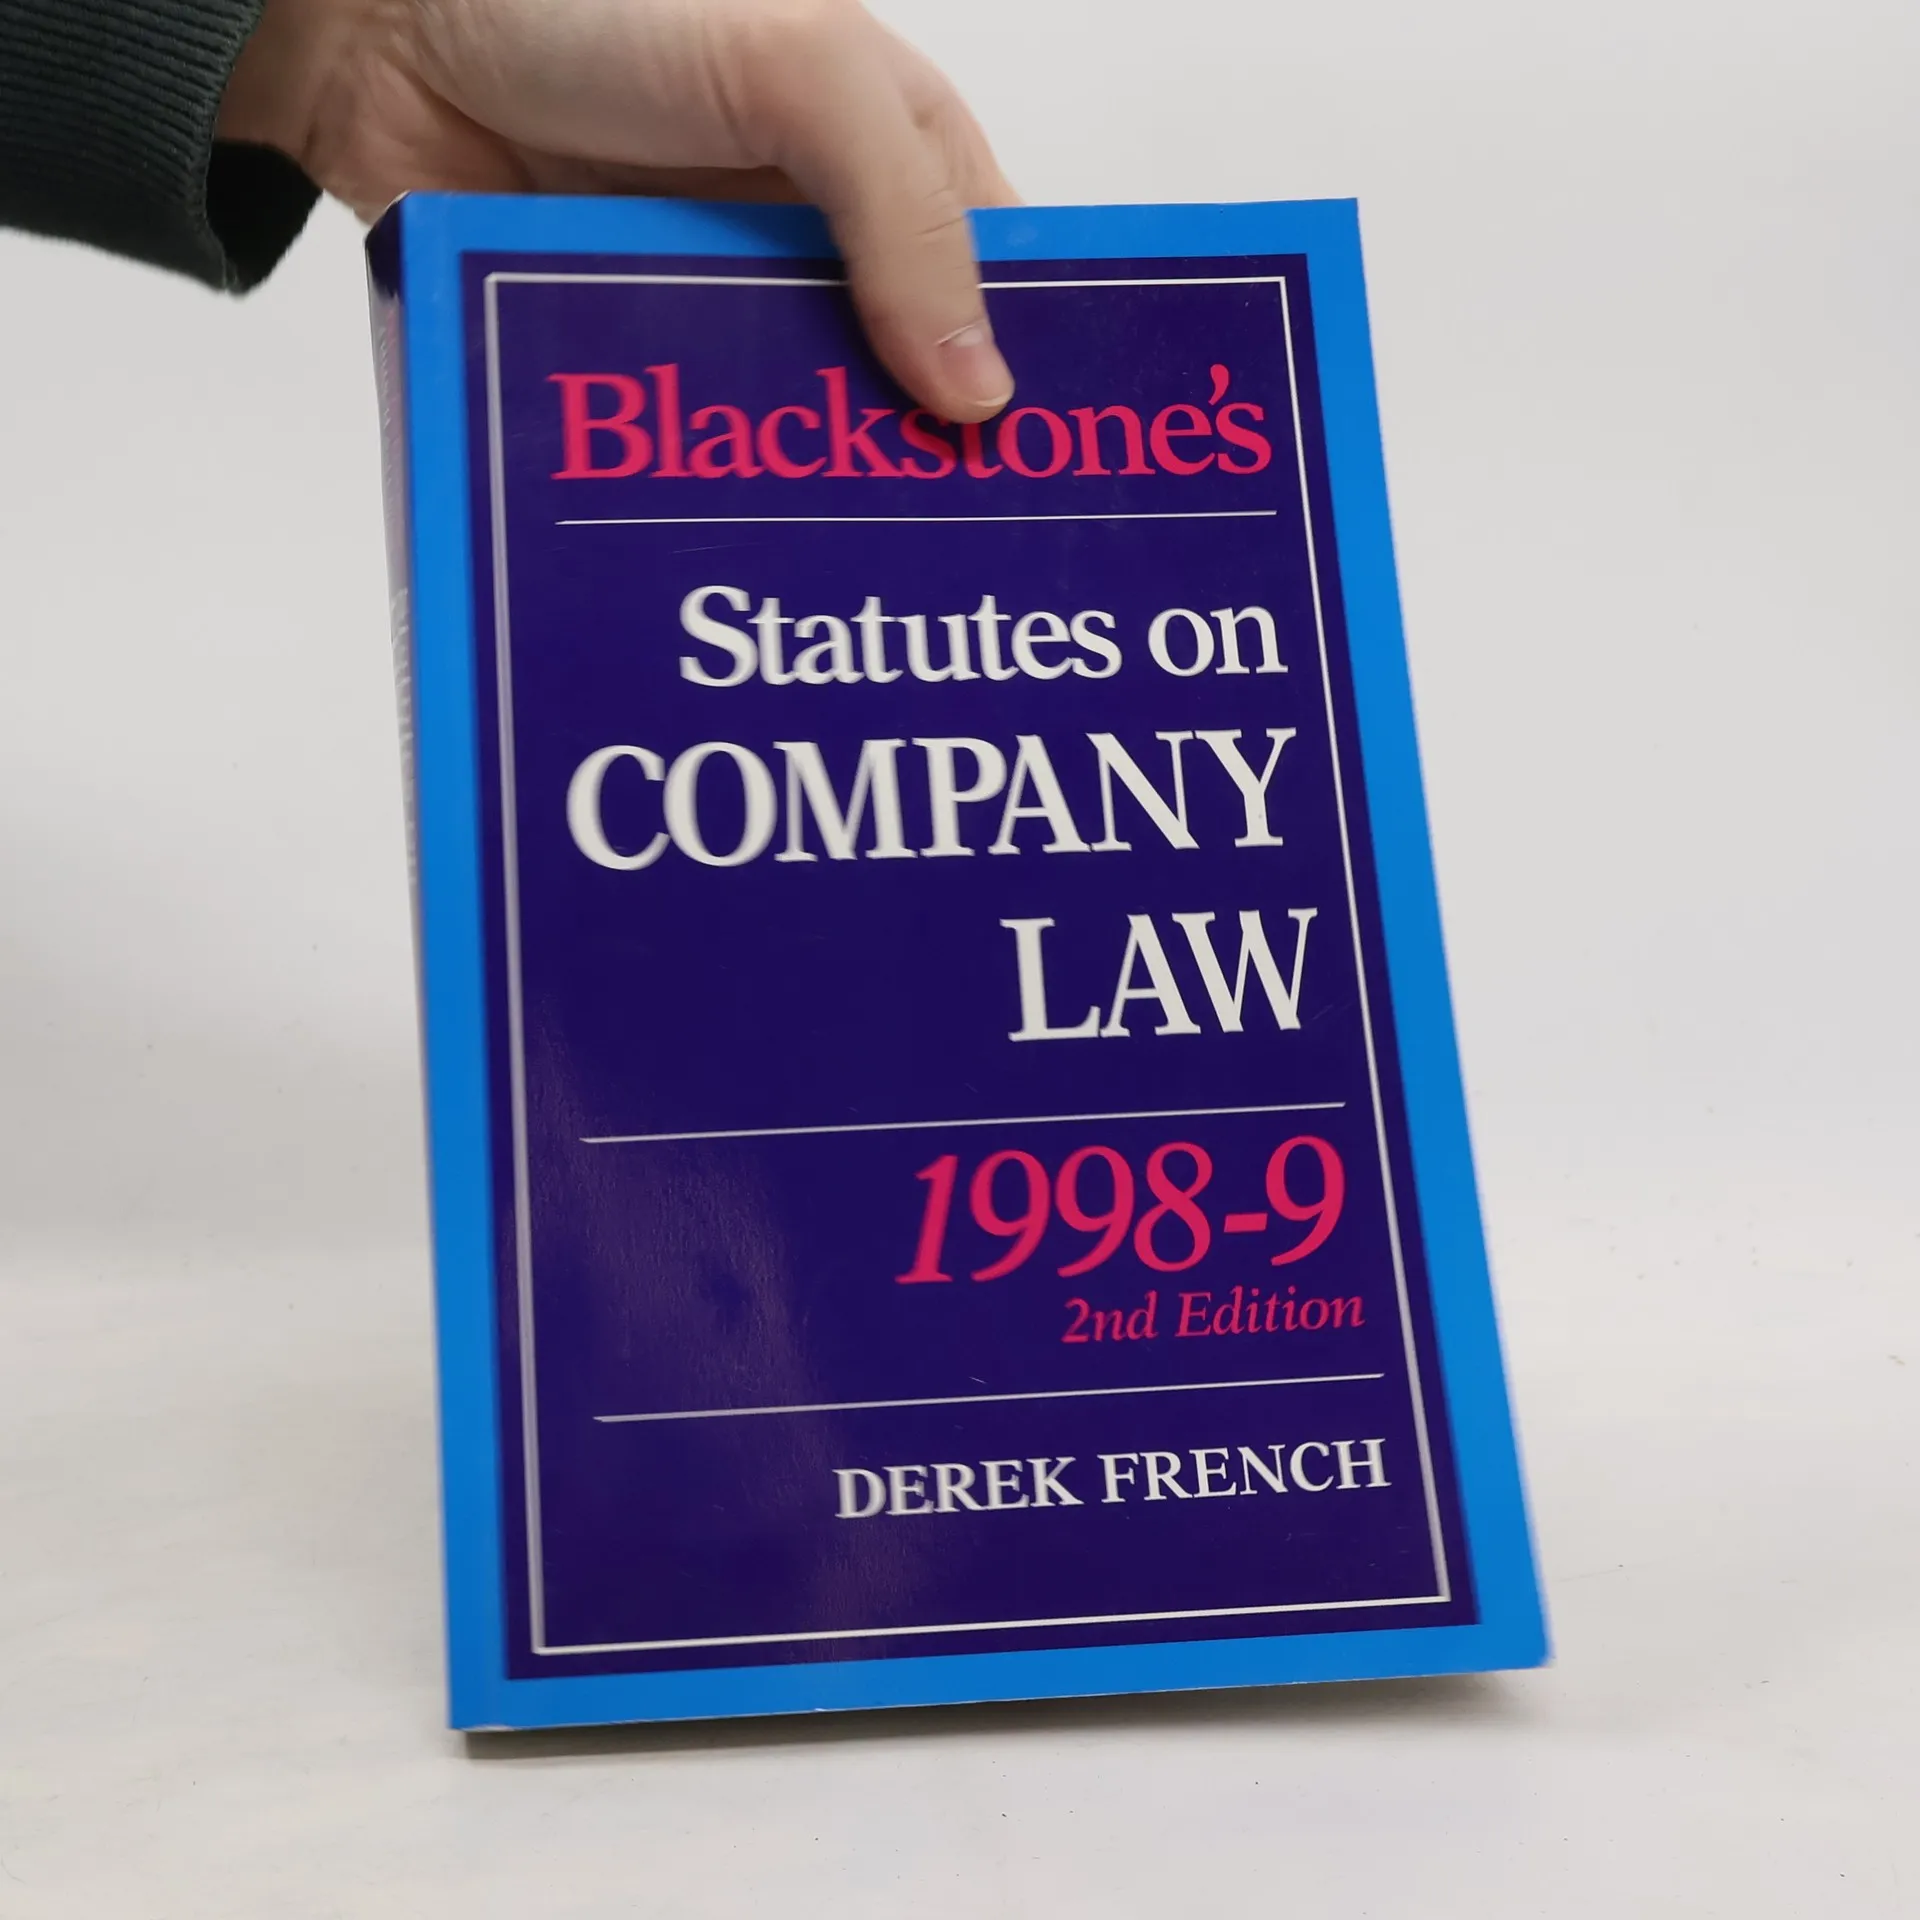 Blackstone's
Statutes on
COMPANY
LAW
1998-9
2nd Edition
DEREK FRENCH